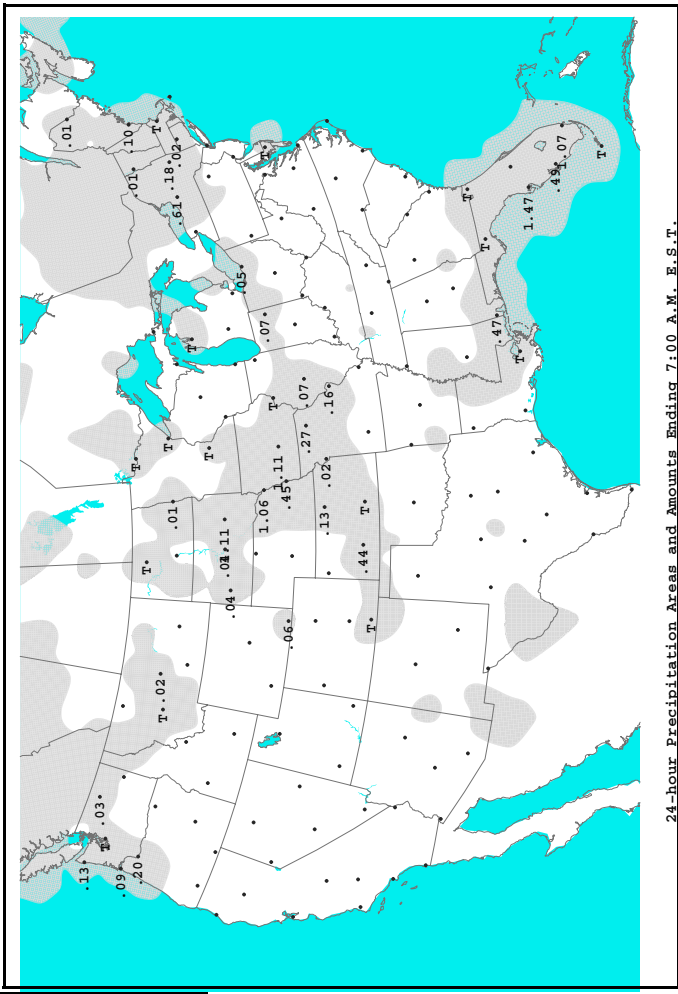 24-hour Precipitation Areas and Amounts Ending 7:00 A.M E.S.T.
.01
.10
T
.02
.01
.18
.61
T
.05
.07
T
.07
.16
.27
T
T
T
T
1.11
.45
.02
1.06
.13
T
.01
.11
.04
.44
T
.04
.06
T
.02
T
.03
T
.13
.09
.20
T
T
1.47
.49
1.07
T
.47
T